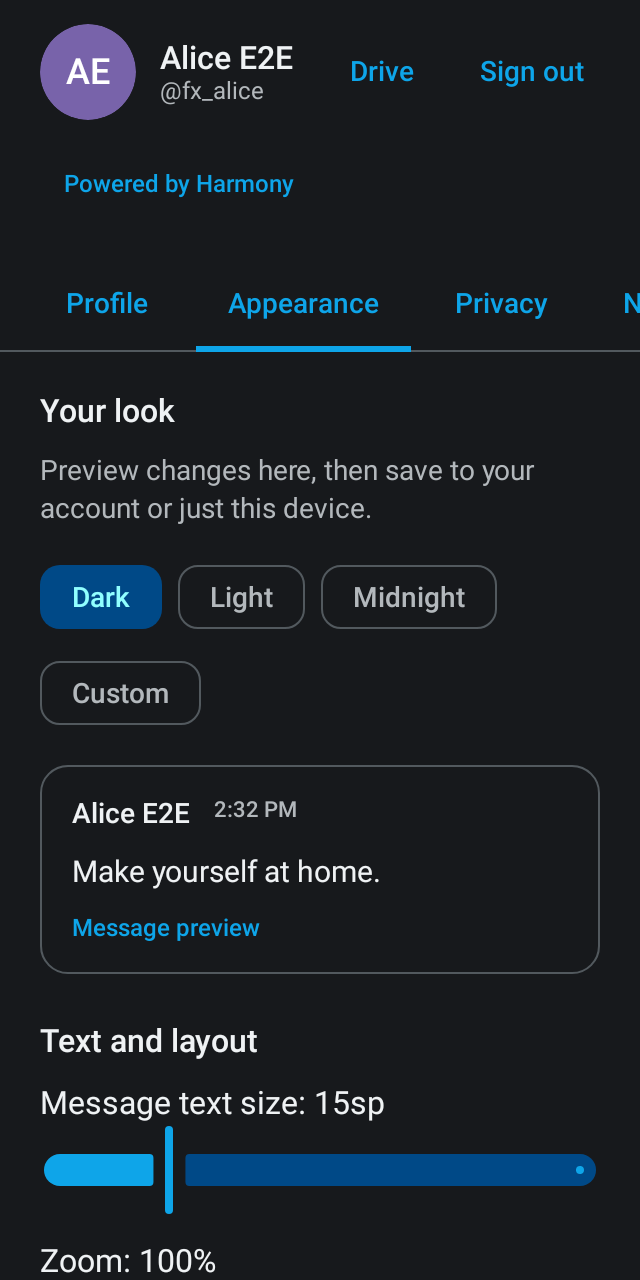 AE
Alice E2E
@fx_alice
Drive
Sign out
Powered by Harmony
Profile
Appearance
Privacy
N
Your look
Preview changes here, then save to your
account or just this device.
Dark
Light
Midnight
Custom
Alice E2E 2:32 PM
Make yourself at home.
Message preview
Text and layout
Message text size: 15sp
Zoom: 100%